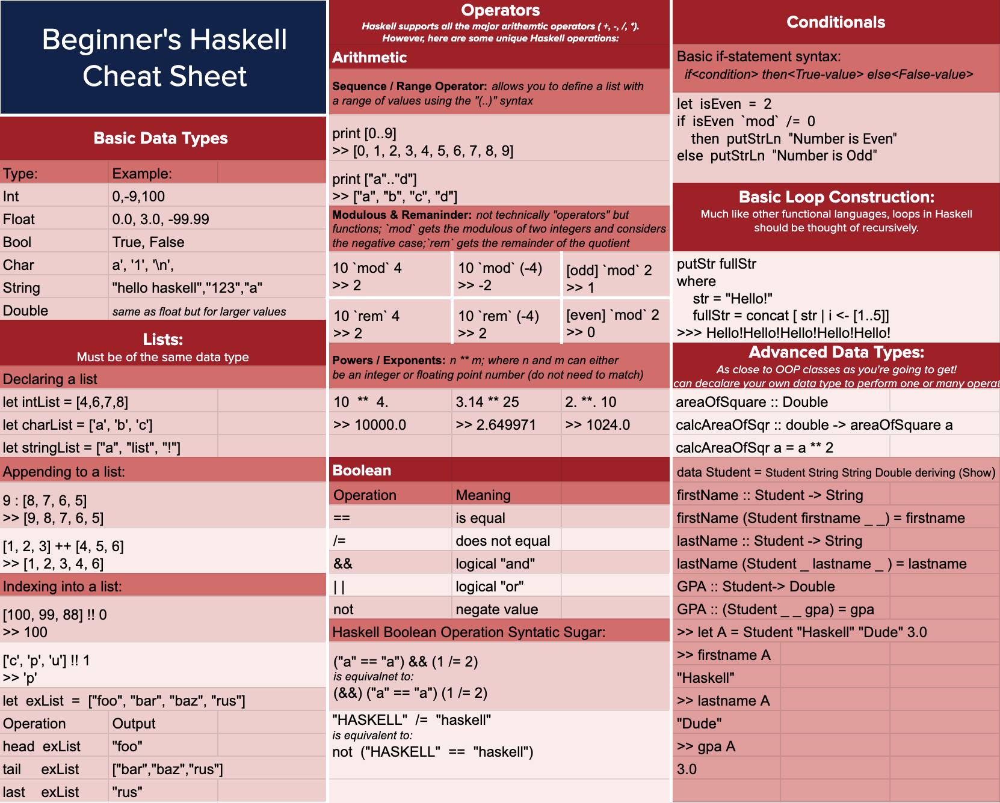 Beginner's Haskell
Cheat Sheet
Basic Data Types
Type: Example:
Int 0,-9,100
Float 0.0, 3.0, -99.99
Bool True, False
Char a', '1', '\n',
String "hello haskell","123","a"
Double same as float but for larger values
Lists:
Must be of the same data type
Declaring a list
let intList = [4,6,7,8]
let charList = ['a', 'b', 'c']
let stringList = ["a", "list", "!"]
Appending to a list:
9 : [8, 7, 6, 5]
>> [9, 8, 7, 6, 5]
[1, 2, 3] ++ [4, 5, 6]
>> [1, 2, 3, 4, 6]
Indexing into a list:
[100, 99, 88] !! 0
>> 100
['c', 'p', 'u'] !! 1
>> 'p'
let exList = ["foo", "bar", "baz", "rus"]
Operation Output
head exList "foo"
tail exList ["bar","baz","rus"]
last exList "rus"
Operators
Haskell supports all the major arithemtic operators ( +, -, /, *).
However, here are some unique Haskell operations:
Arithmetic
Sequence / Range Operator: allows you to define a list with
a range of values using the "(..)" syntax
print [0..9]
>> [0, 1, 2, 3, 4, 5, 6, 7, 8, 9]
print ["a".."d"]
>> ["a", "b", "c", "d"]
Modulous & Remaninder: not technically "operators" but
functions; `mod` gets the modulous of two integers and considers
the negative case;`rem` gets the remainder of the quotient
10 `mod` 4 10 `mod` (-4) [odd] `mod` 2
>> 2 >> -2 >> 1
10 `rem` 4 10 `rem` (-4) [even] `mod` 2
>> 2 >> 2 >> 0
Powers / Exponents: n ** m; where n and m can either
be an integer or floating point number (do not need to match)
10 ** 4. 3.14 ** 25 2. **. 10
>> 10000.0 >> 2.649971 >> 1024.0
Boolean
Operation Meaning
== is equal
/= does not equal
&& logical "and"
| | logical "or"
not negate value
Haskell Boolean Operation Syntatic Sugar:
("a" == "a") && (1 /= 2)
is equivalnet to:
(&&) ("a" == "a") (1 /= 2)
"HASKELL" /= "haskell"
is equivalent to:
not ("HASKELL" == "haskell")
Conditionals
Basic if-statement syntax:
if<condition> then<True-value> else<False-value>
let isEven = 2
if isEven `mod` /= 0
then putStrLn "Number is Even"
else putStrLn "Number is Odd"
Basic Loop Construction:
Much like other functional languages, loops in Haskell
should be thought of recursively.
putStr fullStr
where
str = "Hello!"
fullStr = concat [ str | i <- [1..5]]
>>> Hello!Hello!Hello!Hello!Hello!
Advanced Data Types:
As close to OOP classes as you're going to get!
can decalare your own data type to perform one or many operat
areaOfSquare :: Double
calcAreaOfSqr :: double -> areaOfSquare a
calcAreaOfSqr a = a ** 2
data Student = Student String String Double deriving (Show)
firstName :: Student -> String
firstName (Student firstname _ _) = firstname
lastName :: Student -> String
lastName (Student _ lastname _ ) = lastname
GPA :: Student-> Double
GPA :: (Student _ _ gpa) = gpa
>> let A = Student "Haskell" "Dude" 3.0
>> firstname A
"Haskell"
>> lastname A
"Dude"
>> gpa A
3.0